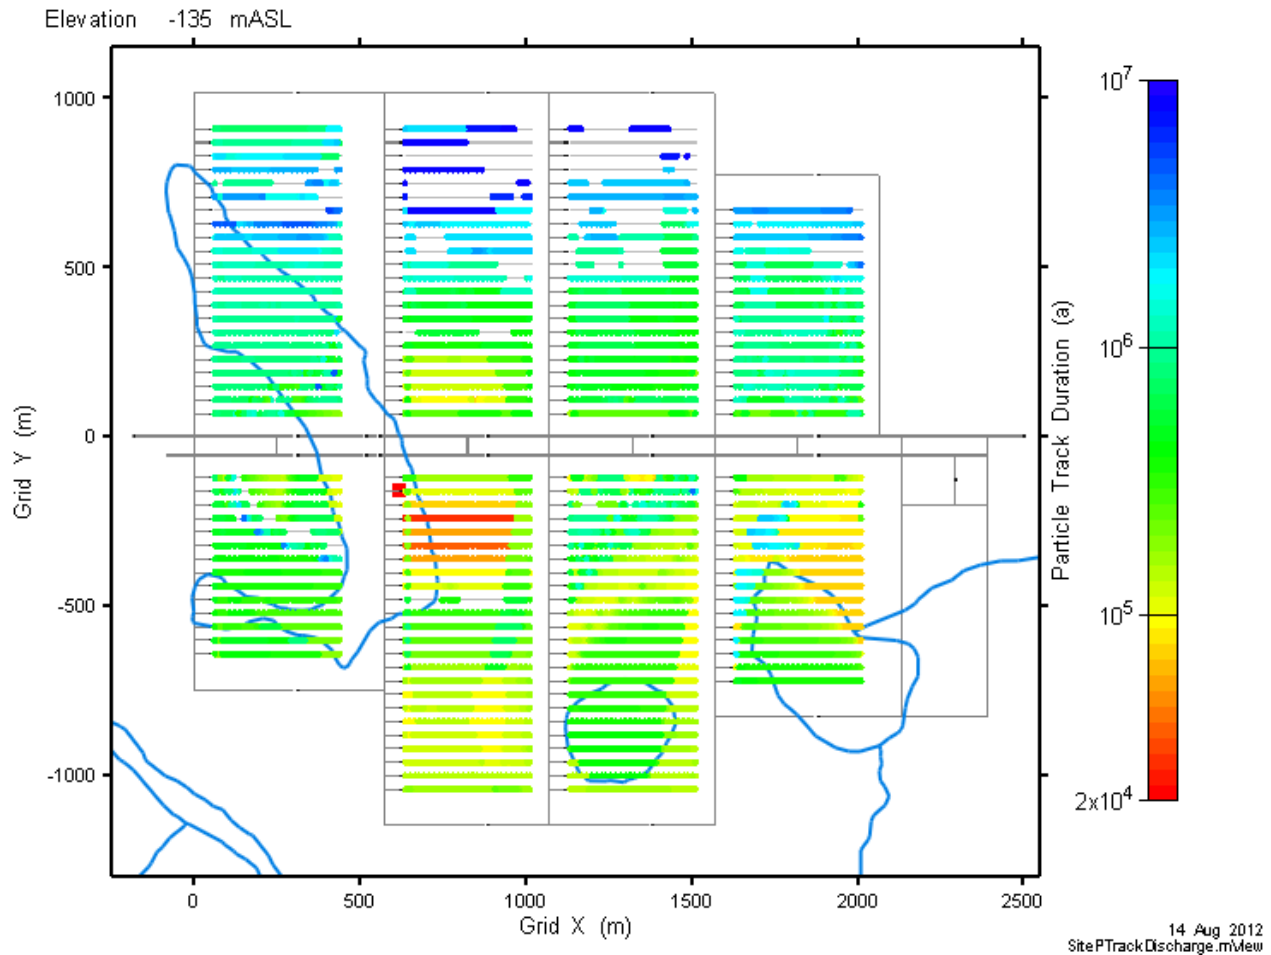 Elevation -135 mASL
1000
500
0
-500
-1000
Grid Y (m)
0
500
1000
1500
2000
2500
Grid X (m)
10^7
10^6
10^5
2x10^4
Particle Track Duration (a)
14 Aug 2012
SitePTrackDischarge.mView